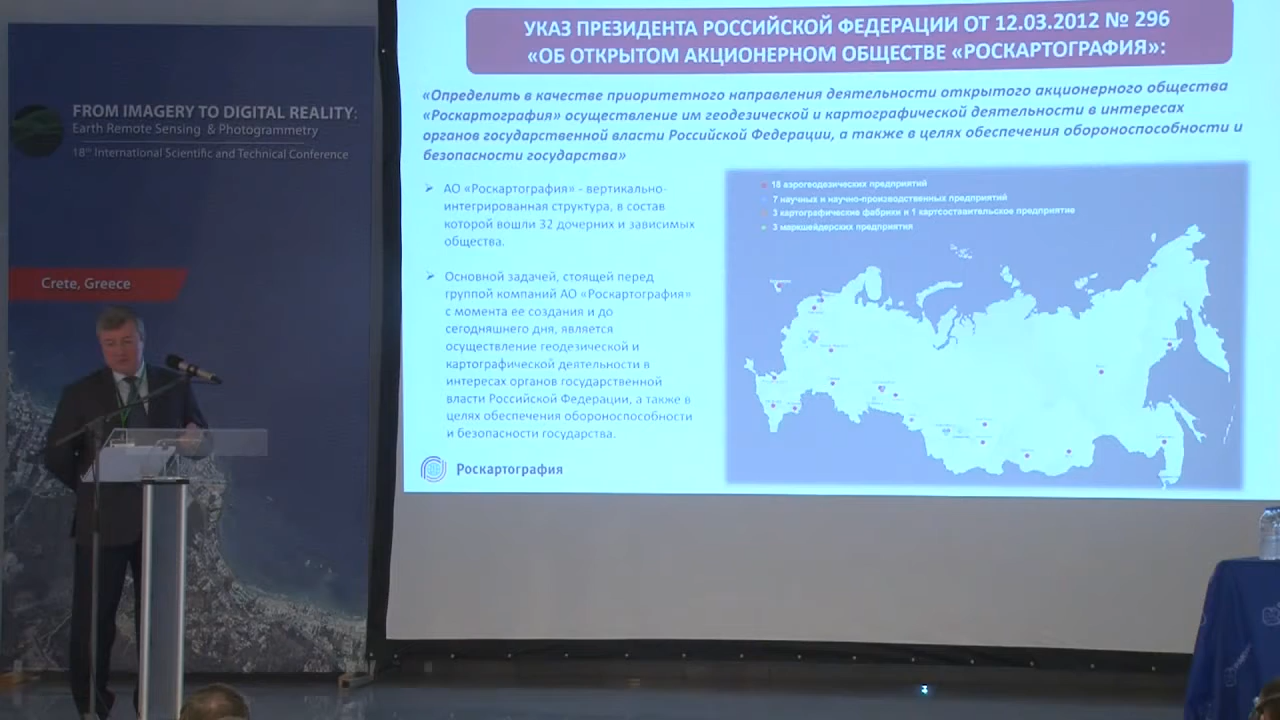 FROM IMAGERY TO DIGITAL REALITY:
Earth Remote Sensing & Photogrammetry
18th International Scientific and Technical Conference
Crete, Greece
УКАЗ ПРЕЗИДЕНТА РОССИЙСКОЙ ФЕДЕРАЦИИ ОТ 12.03.2012 № 296
«ОБ ОТКРЫТОМ АКЦИОНЕРНОМ ОБЩЕСТВЕ «РОСКАРТОГРАФИЯ»:
«Определить в качестве приоритетного направления деятельности открытого акционерного общества
«Роскартография» осуществление им геодезической и картографической деятельности в интересах
органов государственной власти Российской Федерации, а также в целях обеспечения обороноспособности и
безопасности государства»
АО «Роскартография» - вертикально-
интегрированная структура, в состав
которой вошли 32 дочерних и зависимых
общества.
Основной задачей, стоящей перед
группой компаний АО «Роскартография»
с момента ее создания и до
сегодняшнего дня, является
осуществление геодезической и
картографической деятельности в
интересах органов государственной
власти Российской Федерации, а также в
целях обеспечения обороноспособности
и безопасности государства.
Роскартография
18 аэрогеодезических предприятий
7 научных и научно-производственных предприятий
3 картографические фабрики и 1 картсоставительское предприятие
3 маркшейдерских предприятия